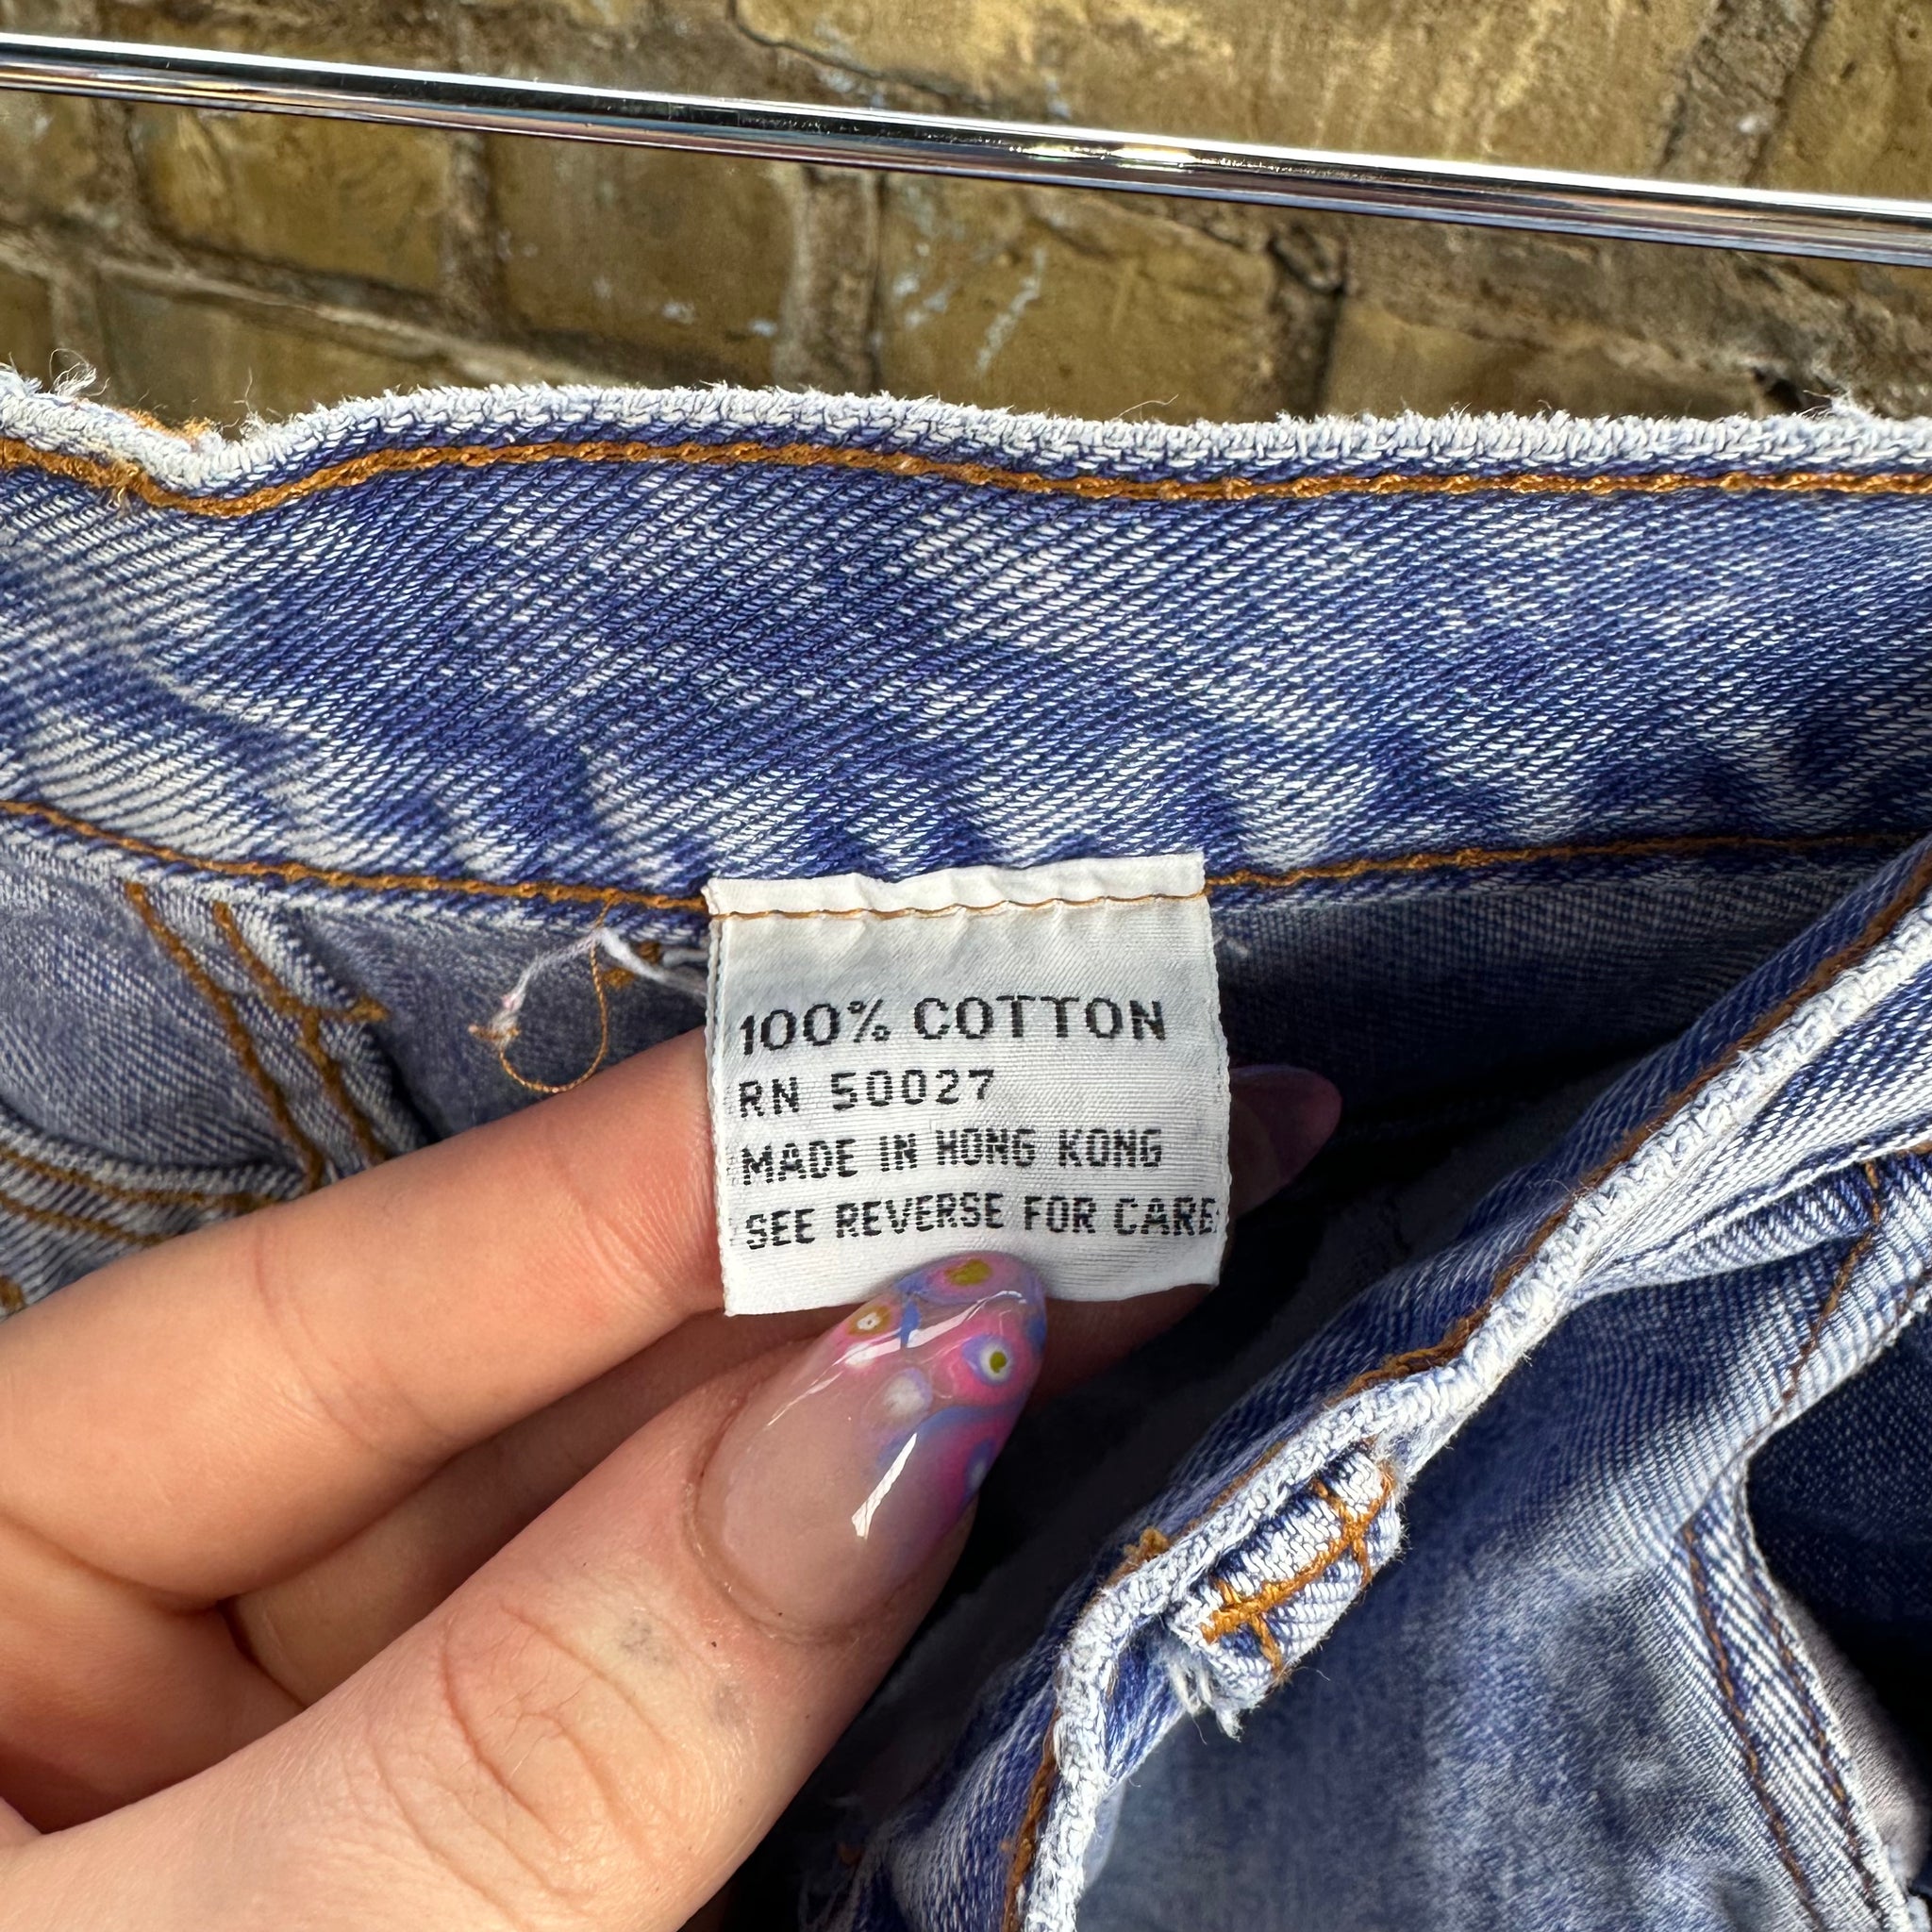 100% COTTON
RN 50027
MADE IN HONG KONG
SEE REVERSE FOR CARE